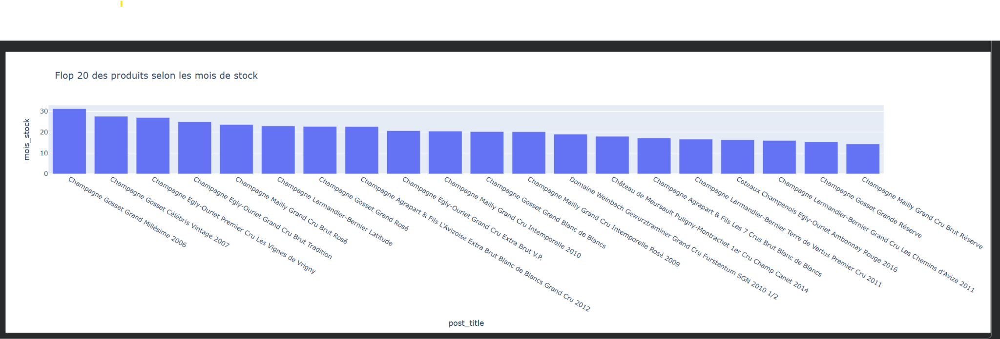 Flop 20 des produits selon les mois de stock
mois_stock
30
20
10
0
Champagne Gosset Grand Millésime 2006
Champagne Gosset Célébris Vintage 2007
Champagne Egly-Ouriet Premier Cru Les Vignes de Vrigny
Champagne Egly-Ouriet Grand Cru Brut Tradition
Champagne Mailly Grand Cru Brut Rosé
Champagne Larmandier-Bernier Latitude
Champagne Gosset Grand Rosé
Champagne Agrapart & Fils L'Avizoise Extra Brut Blanc de Blancs Grand Cru 2012
Champagne Egly-Ouriet Grand Cru Extra Brut V.P.
Champagne Mailly Grand Cru Intemporelle 2010
Champagne Gosset Grand Blanc de Blancs
Champagne Mailly Grand Cru Intemporelle Rosé 2009
Domaine Weinbach Gewurztraminer Grand Cru Furstentum SGN 2010 1/2
Château de Meursault Puligny-Montrachet 1er Cru Champ Canet 2014
Champagne Agrapart & Fils Les 7 Crus Brut Blanc de Blancs
Champagne Larmandier-Bernier Terre de Vertus Premier Cru 2011
Coteaux Champenois Egly-Ouriet Ambonnay Rouge 2016
Champagne Larmandier-Bernier Grand Cru Les Chemins d'Avize 2011
Champagne Gosset Grande Réserve
Champagne Mailly Grand Cru Brut Réserve
post_title